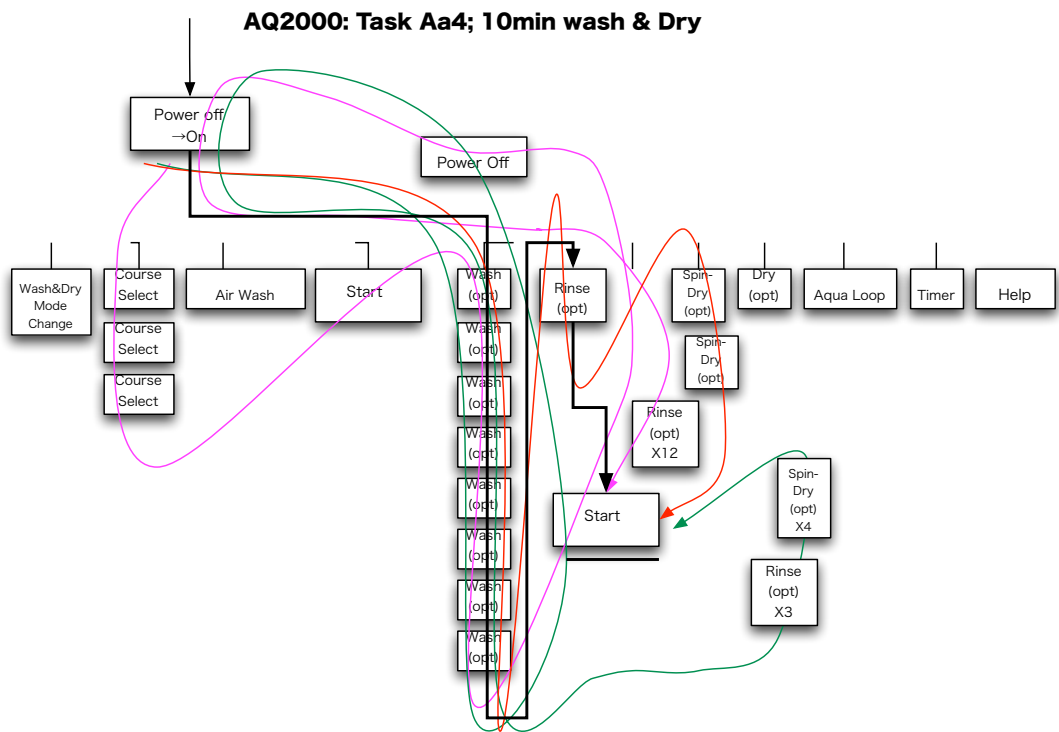 AQ2000: Task Aa4; 10min wash & Dry
Power off
→On
Power Off
Wash&Dry
Mode
Change
Course
Select
Air Wash
Start
Wash
(opt)
Rinse
(opt)
Spin-
Dry
(opt)
Dry
(opt)
Aqua Loop
Timer
Help
Course
Select
Wash
(opt)
Spin-
Dry
(opt)
Course
Select
Wash
(opt)
Rinse
(opt)
X12
Wash
(opt)
Spin-
Dry
(opt)
X4
Wash
(opt)
Start
Wash
(opt)
Rinse
(opt)
X3
Wash
(opt)
Wash
(opt)